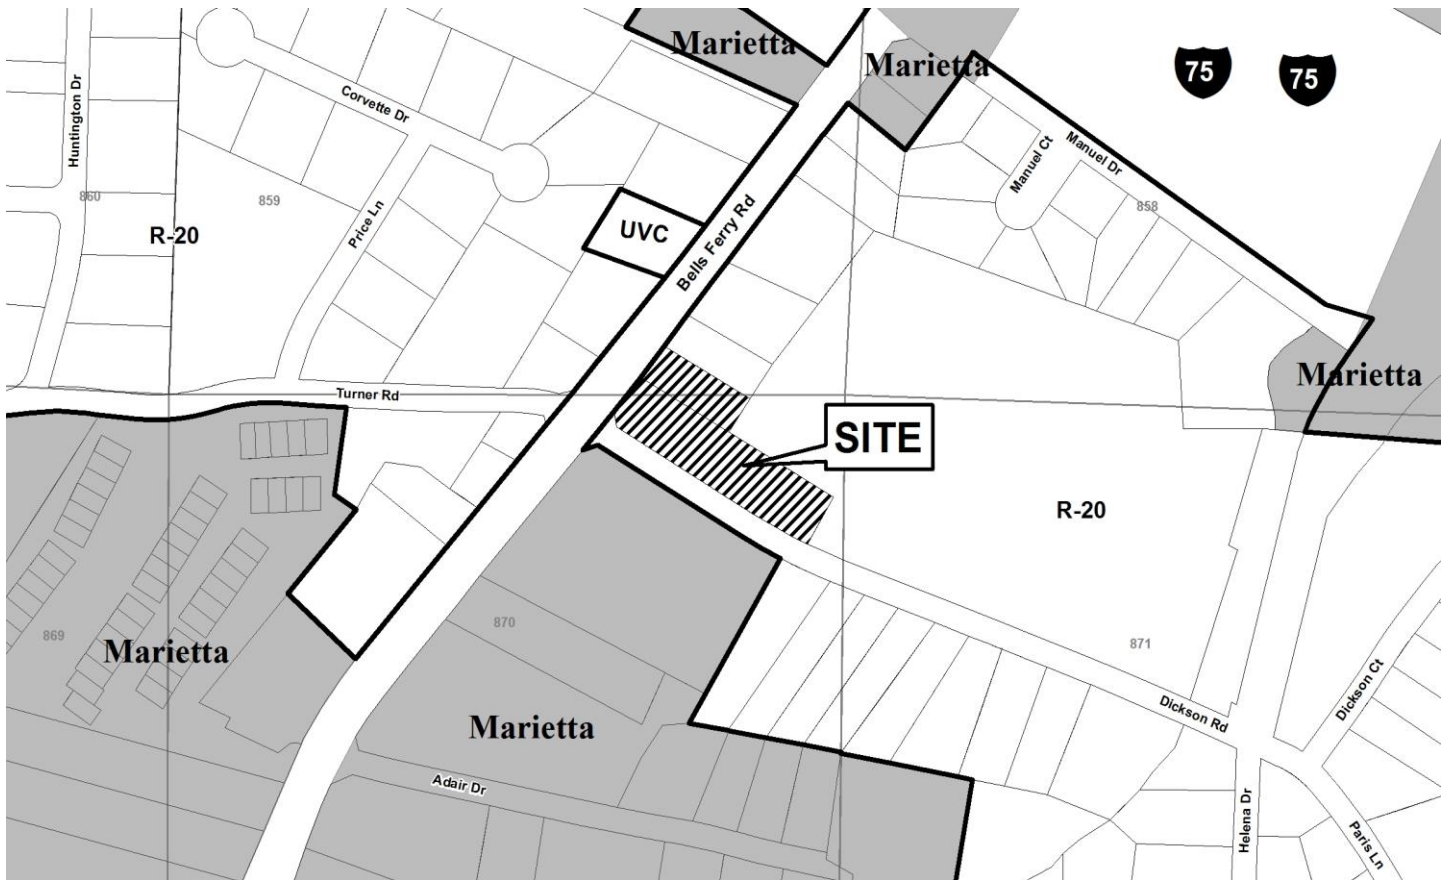 Marietta
Marietta
75
75
Huntington Dr
Corvette Dr
Manuel Dr
Manuel Ct
860
859
858
Price Ln
R-20
UVC
Bells Ferry Rd
Turner Rd
Marietta
SITE
R-20
869
870
871
Marietta
Marietta
Dickson Rd
Dickson Ct
Adair Dr
Helena Dr
Paris Ln